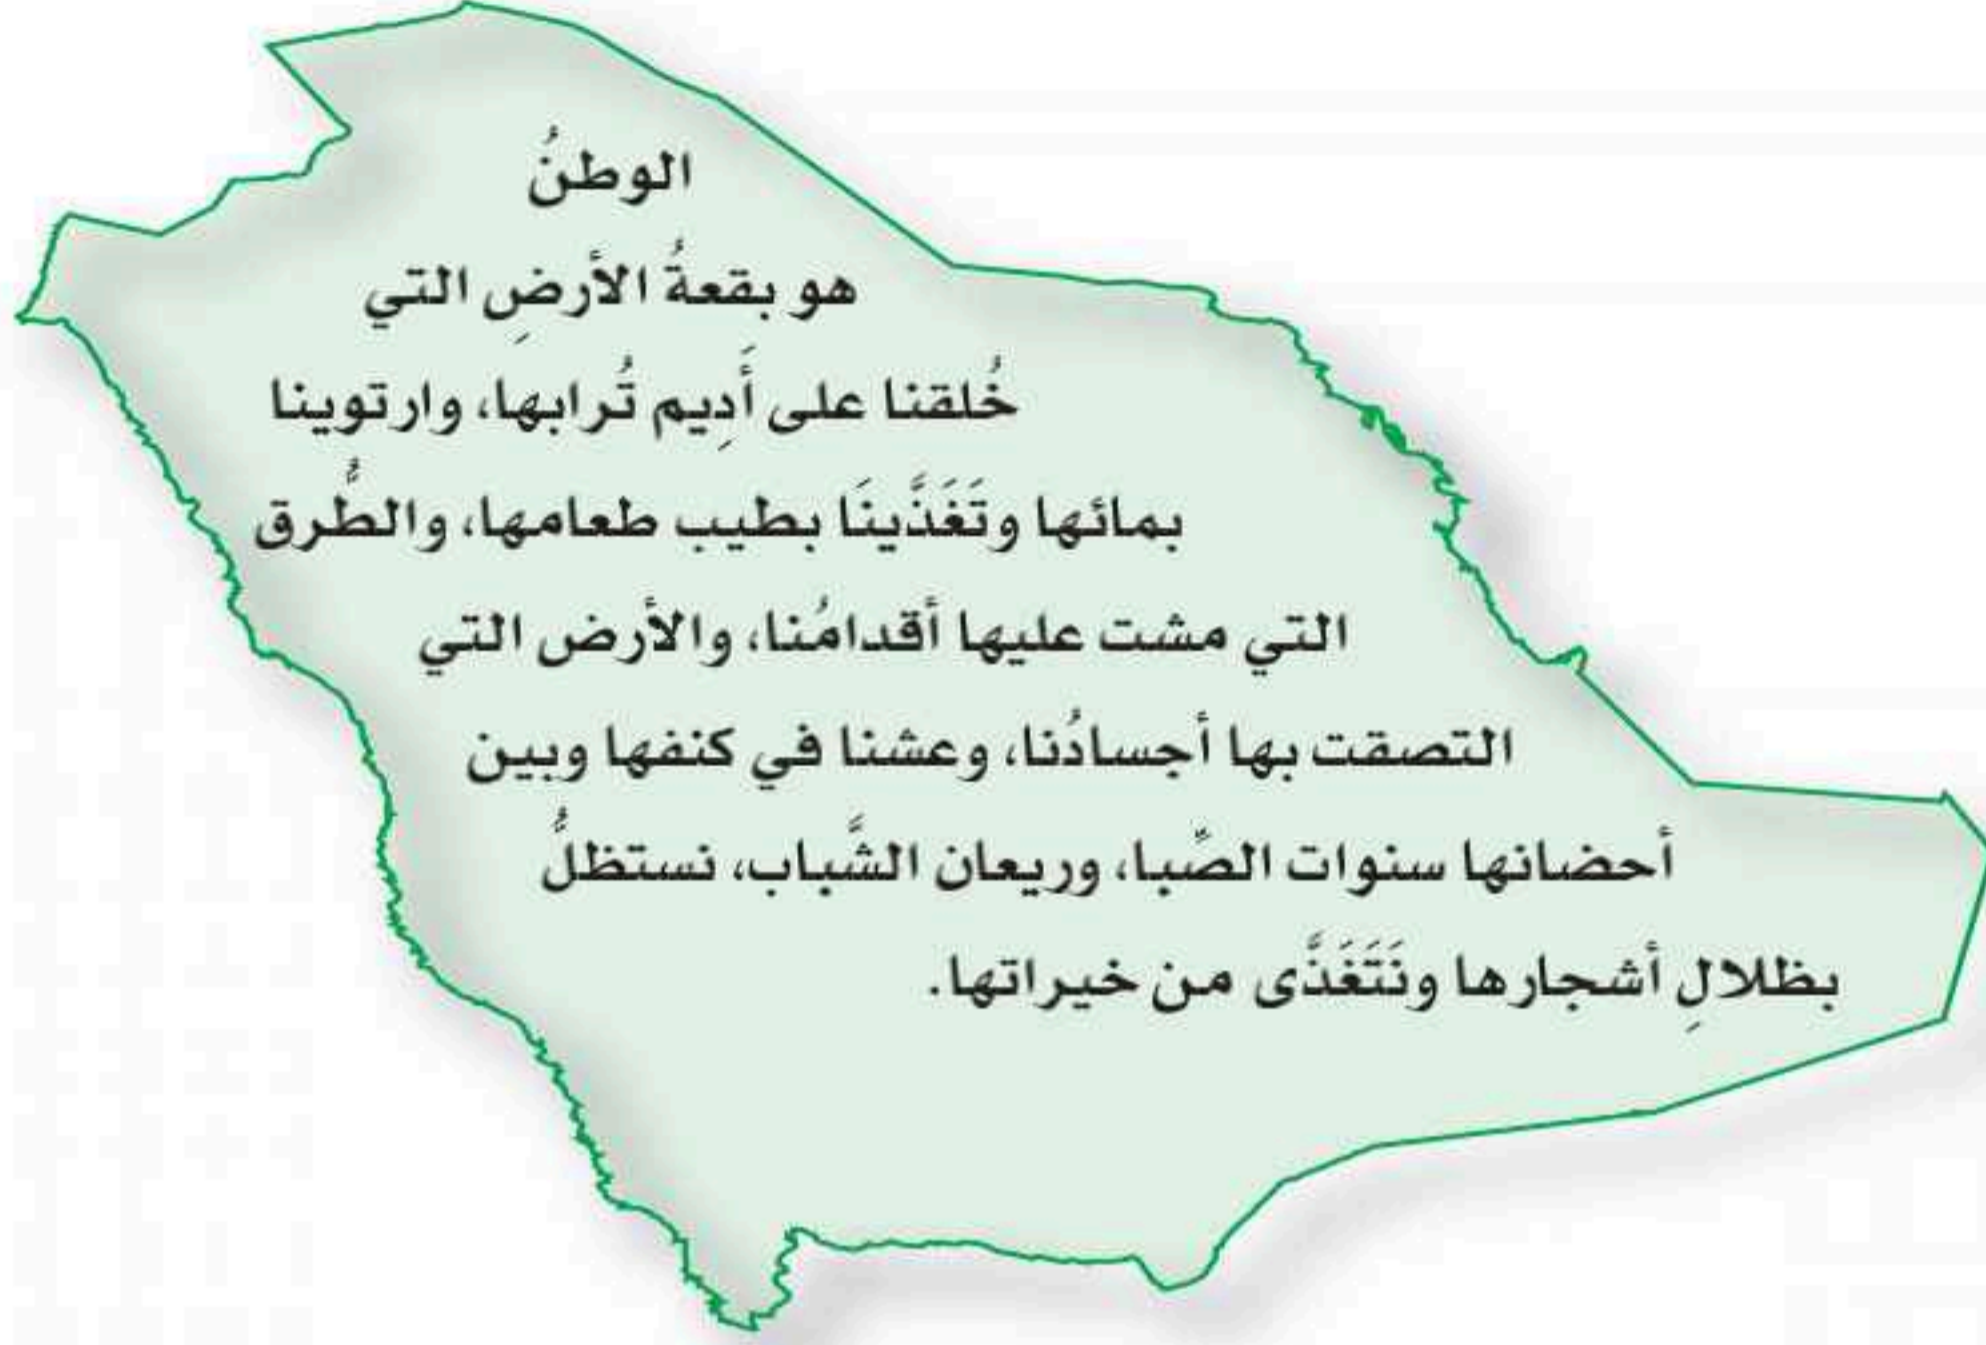 الوطنُ
هو بقعةُ الأرضِ التي
خُلقنا على أَدِيم تُرابها، وارتوينا
بمائها وتَغَذَّينَا بطيب طعامها، والطُّرق
التي مشت عليها أقدامُنا، والأرض التي
التصقت بها أجسادُنا، وعشنا في كنفها وبين
أحضانها سنوات الصِّبا، وريعان الشَّباب، نستظلُّ
بظلالِ أشجارها ونَتَغَذَّى من خيراتها.